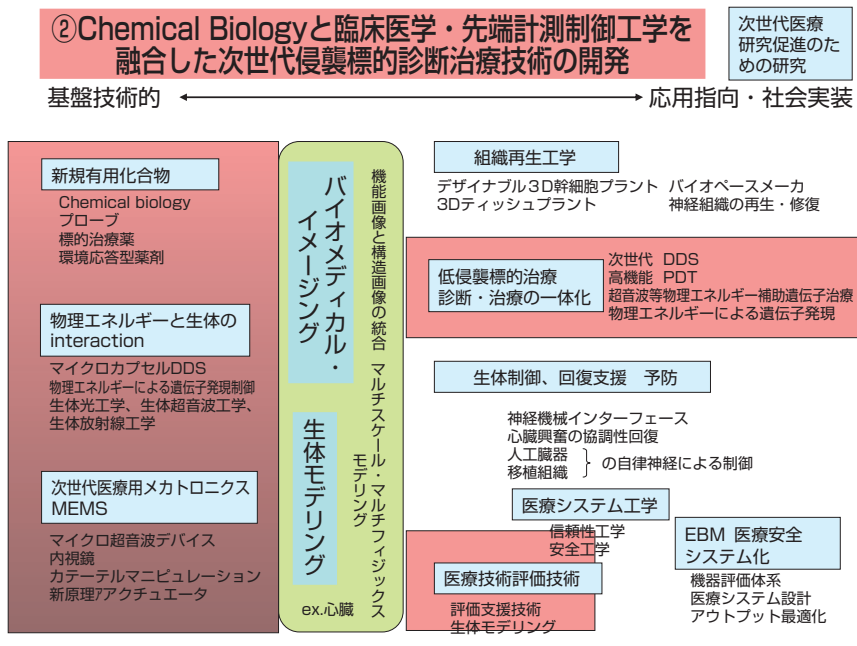 ②Chemical Biologyと臨床医学・先端計測制御工学を
融合した次世代侵襲標的診断治療技術の開発
次世代医療
研究促進のた
めの研究
基盤技術的
応用指向・社会実装
新規有用化合物
Chemical biology
プローブ
標的治療薬
環境応答型薬剤
物理エネルギーと生体の
interaction
マイクロカプセルDDS
物理エネルギーによる遺伝子発現制御
生体光工学、生体超音波工学、
生体放射線工学
次世代医療用メカトロニクス
MEMS
マイクロ超音波デバイス
内視鏡
カテーテルマニピュレーション
新原理アアクチュエータ
バイオメディカル・
イメージング
生体モデリング
機能画像と構造画像の統合
マルチスケール・マルチフィジックス
モデリング
ex.心臓
組織再生工学
デザイナブル3D幹細胞プラント バイオペースメーカ
3Dティッシュプラント 神経組織の再生・修復
低侵襲標的治療
診断・治療の一体化
次世代 DDS
高機能 PDT
超音波等物理エネルギー補助遺伝子治療
物理エネルギーによる遺伝子発現
生体制御、回復支援 予防
神経機械インターフェース
心臓興奮の協調性回復
人工臓器
移植組織
} の自律神経による制御
医療システム工学
信頼性工学
安全工学
EBM 医療安全
システム化
機器評価体系
医療システム設計
アウトプット最適化
医療技術評価技術
評価支援技術
生体モデリング